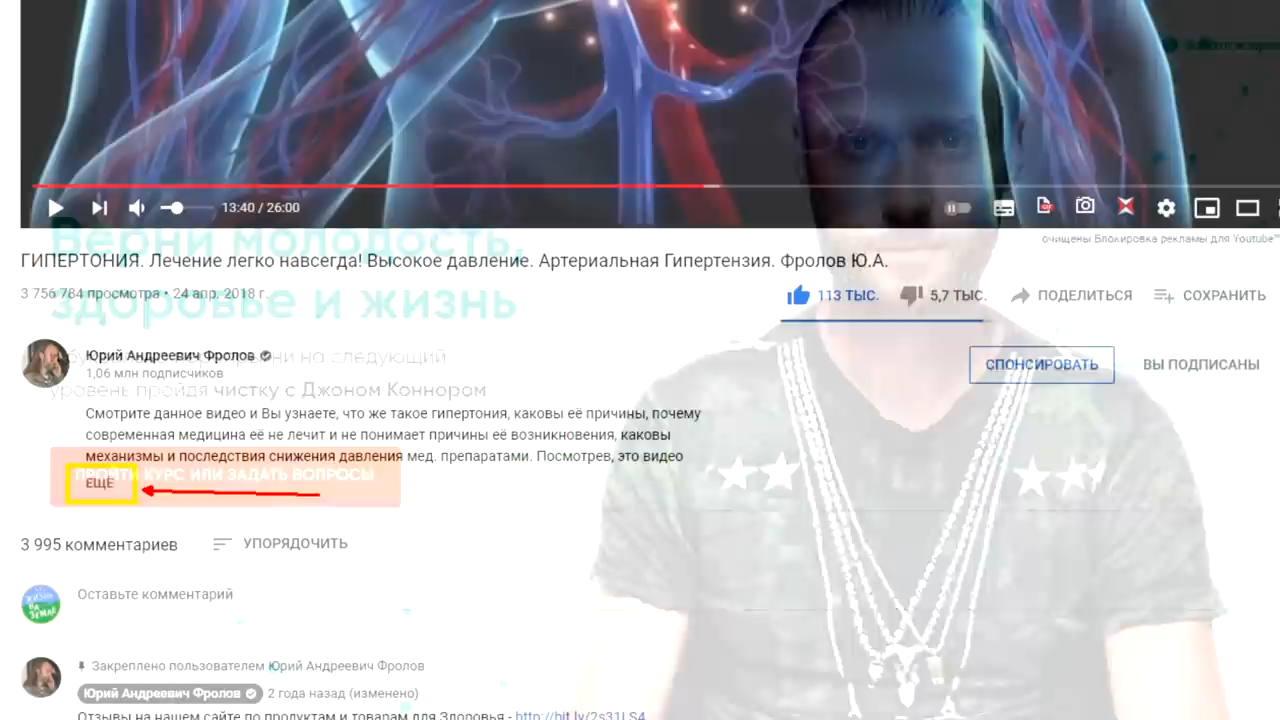 13:40 / 26:00
очищены Блокировка рекламы для Youtube™
Верни молодость,
ГИПЕРТОНИЯ. Лечение легко навсегда! Высокое давление. Артериальная Гипертензия. Фролов Ю.А.
3 756 784 просмотра • 24 апр. 2018 г.
113 ТЫС. 5,7 ТЫС. ПОДЕЛИТЬСЯ СОХРАНИТЬ
здоровье и жизнь
Юрий Андреевич Фролов
на следующий
1,06 млн подписчиков
СПОНСИРОВАТЬ ВЫ ПОДПИСАНЫ
уровень пройдя чистку с Джоном Коннором
Смотрите данное видео и Вы узнаете, что же такое гипертония, каковы её причины, почему
современная медицина её не лечит и не понимает причины её возникновения, каковы
механизмы и последствия снижения давления мед. препаратами. Посмотрев, это видео
ПРОЙТИ КУРС ИЛИ ЗАДАТЬ ВОПРОСЫ
ЕЩЁ
3 995 комментариев УПОРЯДОЧИТЬ
ЖИЗНЬ
НА
ЗЕМЛЕ
Оставьте комментарий
Закреплено пользователем Юрий Андреевич Фролов
Юрий Андреевич Фролов 2 года назад (изменено)
Отзывы на нашем сайте по продуктам и товарам для Здоровья - http://bit.ly/2s31LS4